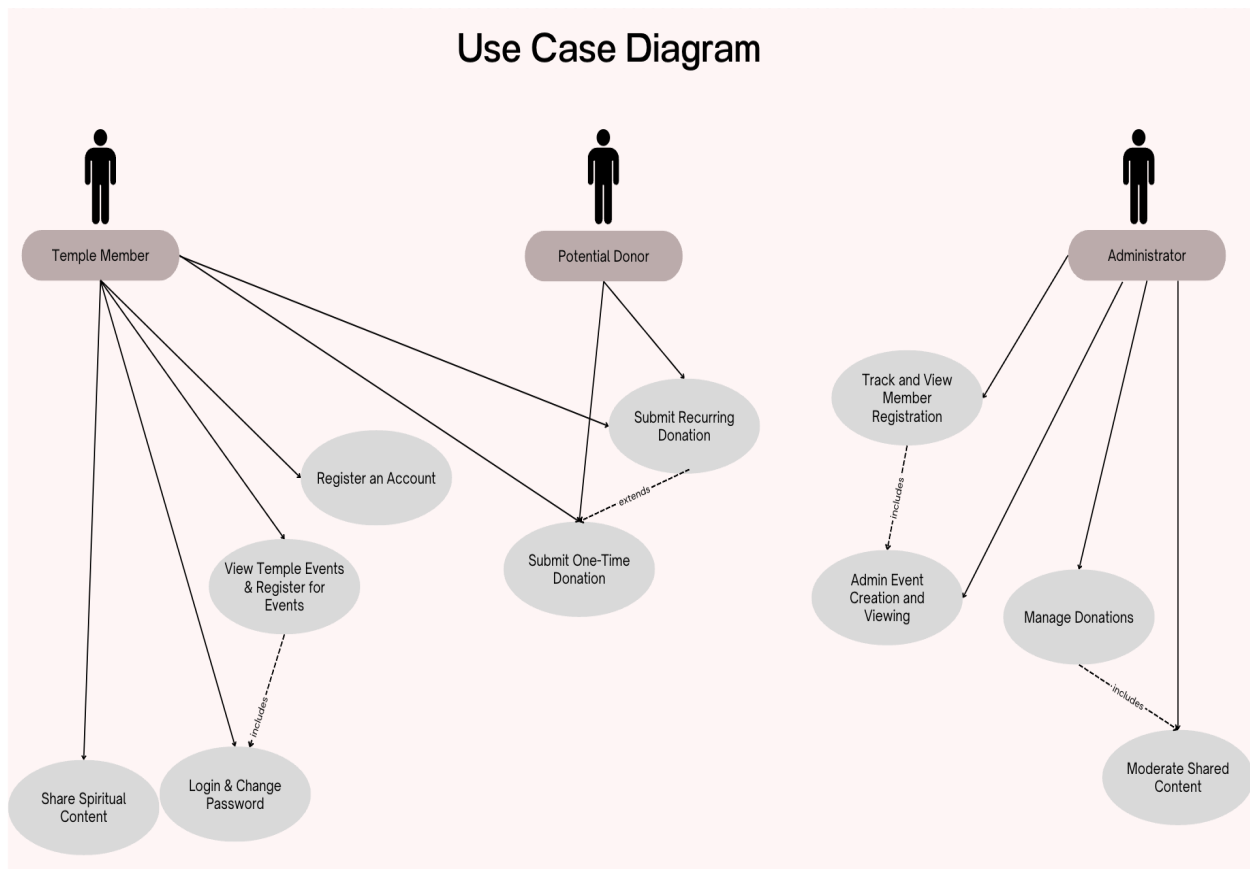 Use Case Diagram
Temple Member
Potential Donor
Administrator
Track and View
Member
Registration
Submit Recurring
Donation
Register an Account
extends
includes
View Temple Events
& Register for
Events
Submit One-Time
Donation
Admin Event
Creation and
Viewing
Manage Donations
includes
includes
Share Spiritual
Content
Login & Change
Password
Moderate Shared
Content